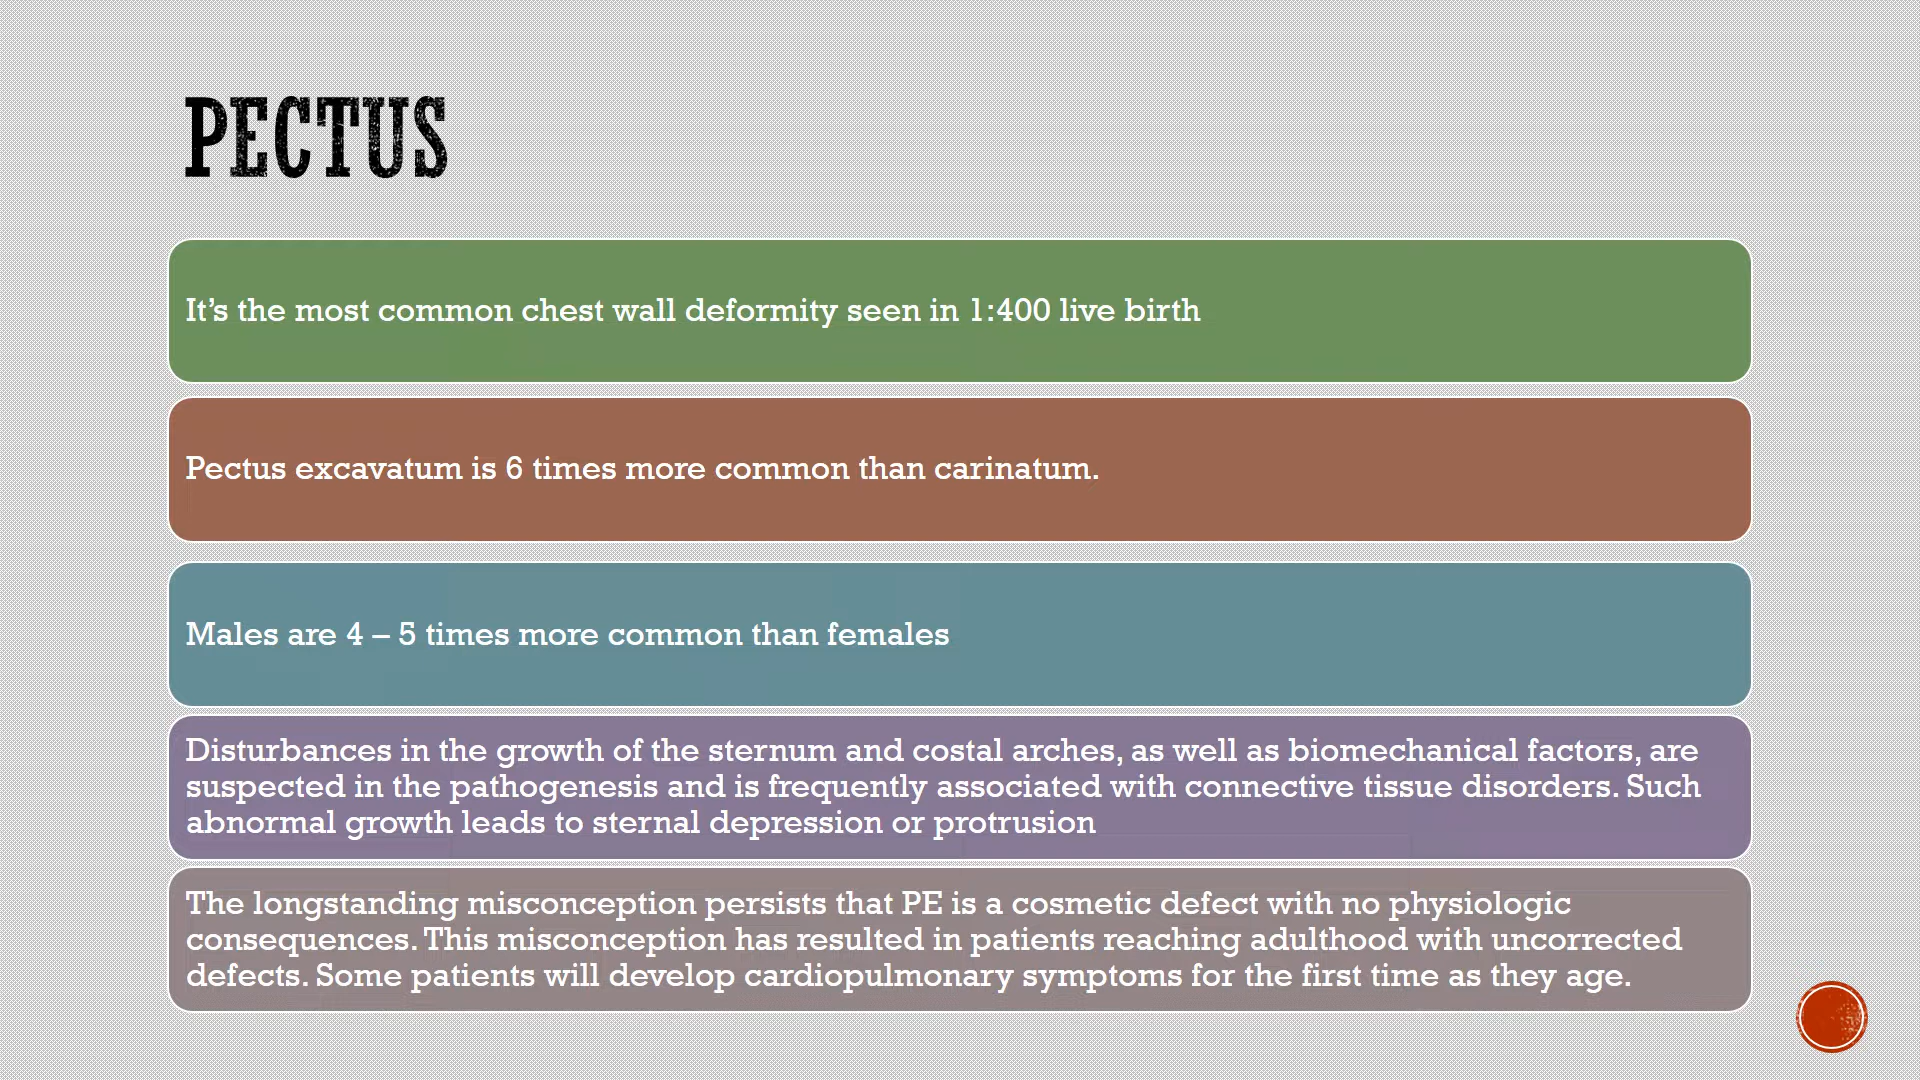 PECTUS
It’s the most common chest wall deformity seen in 1:400 live birth
Pectus excavatum is 6 times more common than carinatum.
Males are 4 – 5 times more common than females
Disturbances in the growth of the sternum and costal arches, as well as biomechanical factors, are
suspected in the pathogenesis and is frequently associated with connective tissue disorders. Such
abnormal growth leads to sternal depression or protrusion
The longstanding misconception persists that PE is a cosmetic defect with no physiologic
consequences. This misconception has resulted in patients reaching adulthood with uncorrected
defects. Some patients will develop cardiopulmonary symptoms for the first time as they age.